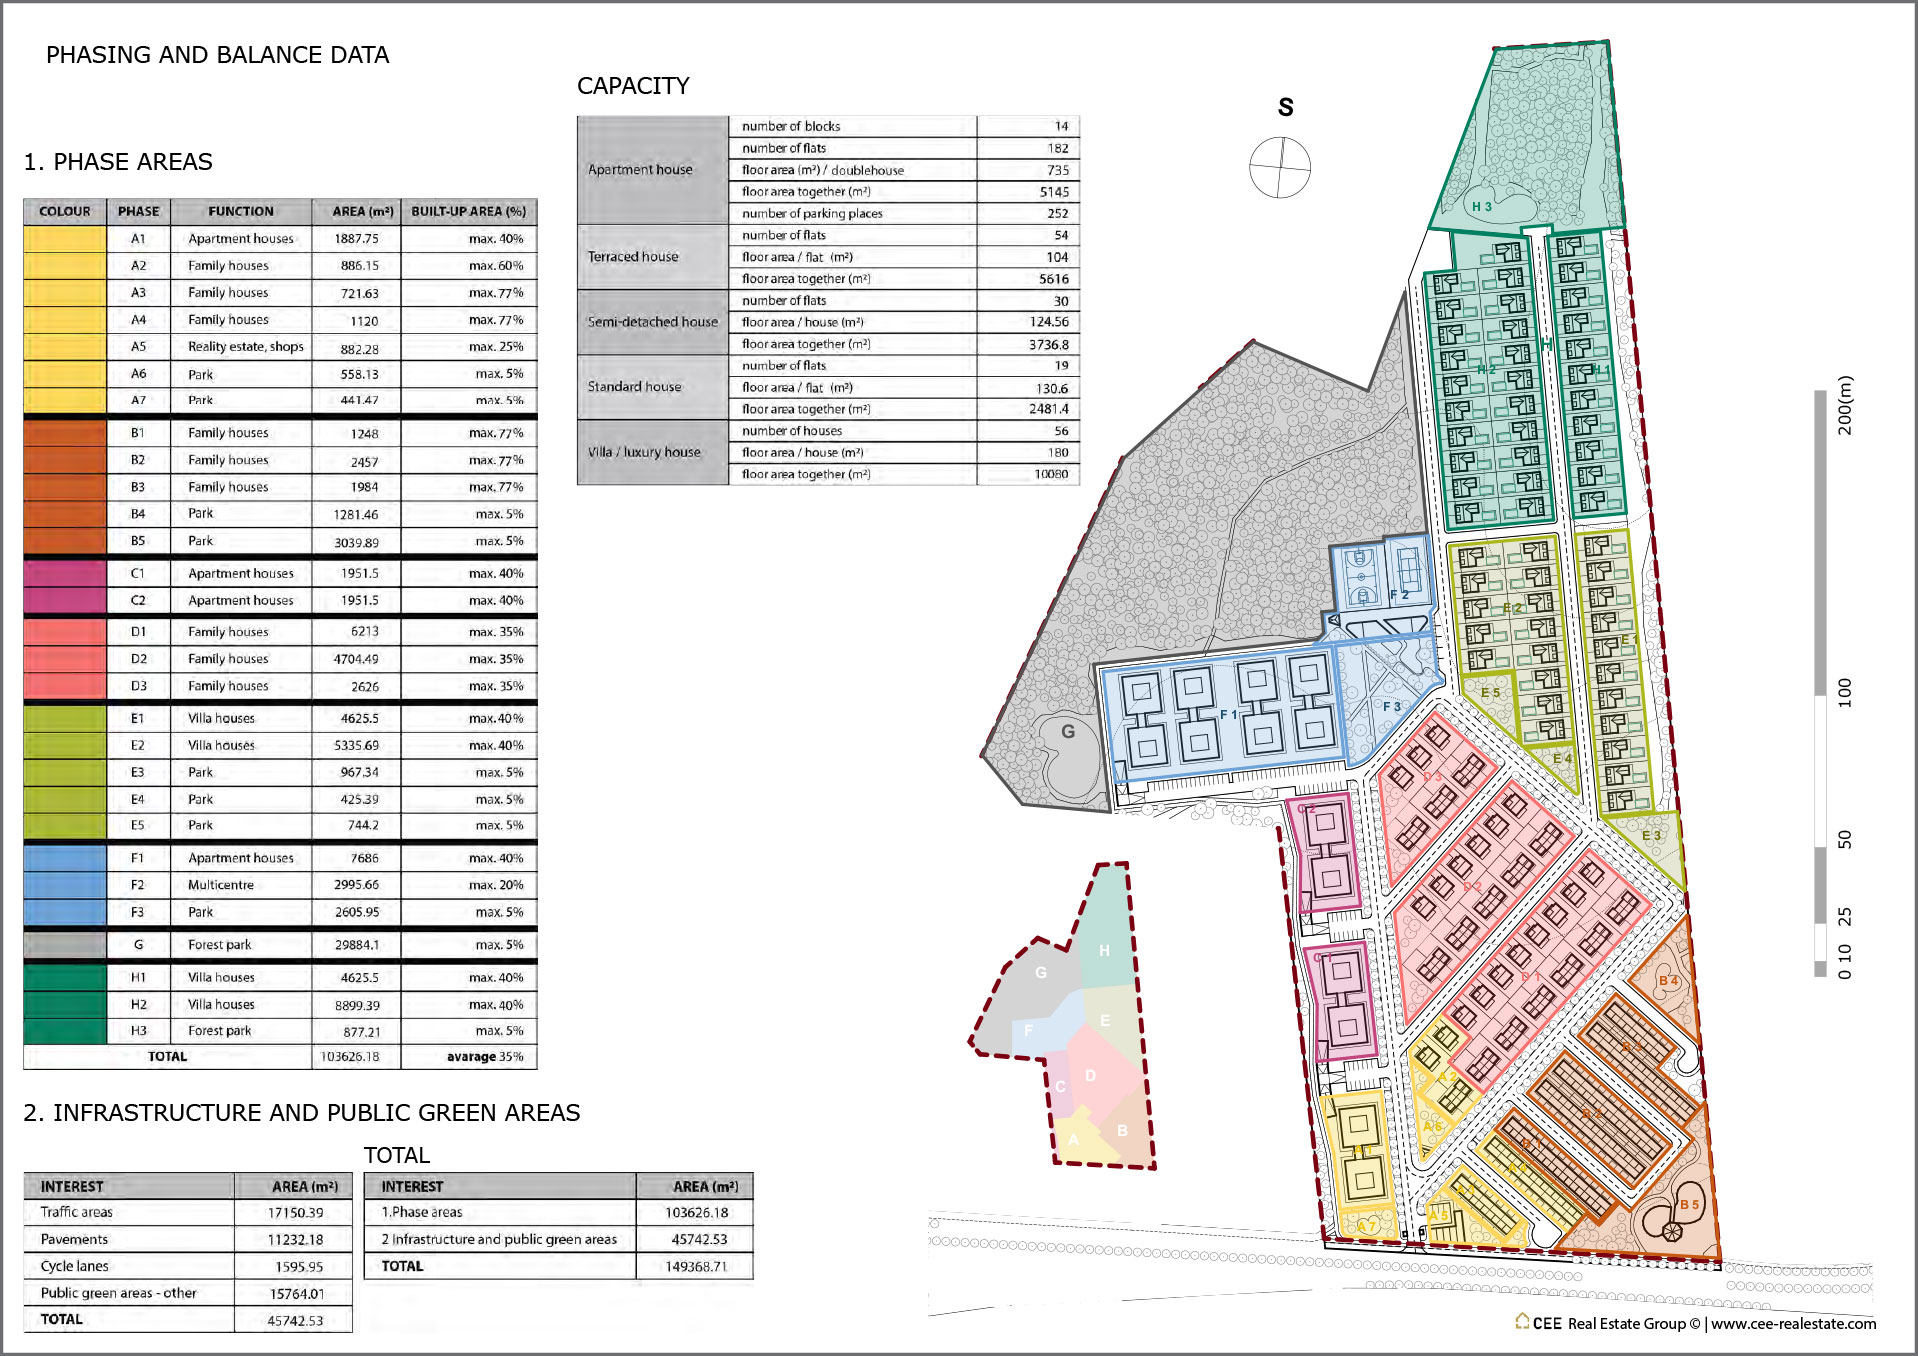 PHASING AND BALANCE DATA
1. PHASE AREAS
COLOUR PHASE FUNCTION AREA (m²) BUILT-UP AREA (%)
A1 Apartment houses 1887.75 max. 40%
A2 Family houses 886.15 max. 60%
A3 Family houses 721.63 max. 77%
A4 Family houses 1120 max. 77%
A5 Reality estate, shops 882.28 max. 25%
A6 Park 558.13 max. 5%
A7 Park 441.47 max. 5%
B1 Family houses 1248 max. 77%
B2 Family houses 2457 max. 77%
B3 Family houses 1984 max. 77%
B4 Park 1281.46 max. 5%
B5 Park 3039.89 max. 5%
C1 Apartment houses 1951.5 max. 40%
C2 Apartment houses 1951.5 max. 40%
D1 Family houses 6213 max. 35%
D2 Family houses 4704.49 max. 35%
D3 Family houses 2626 max. 35%
E1 Villa houses 4625.5 max. 40%
E2 Villa houses 5335.69 max. 40%
E3 Park 967.34 max. 5%
E4 Park 425.39 max. 5%
E5 Park 744.2 max. 5%
F1 Apartment houses 7686 max. 40%
F2 Multicentre 2995.66 max. 20%
F3 Park 2605.95 max. 5%
G Forest park 29884.1 max. 5%
H1 Villa houses 4625.5 max. 40%
H2 Villa houses 8899.39 max. 40%
H3 Forest park 877.21 max. 5%
TOTAL 103626.18 avarage 35%
2. INFRASTRUCTURE AND PUBLIC GREEN AREAS
INTEREST AREA (m²)
Traffic areas 17150.39
Pavements 11232.18
Cycle lanes 1595.95
Public green areas - other 15764.01
TOTAL 45742.53
TOTAL
INTEREST AREA (m²)
1.Phase areas 103626.18
2 Infrastructure and public green areas 45742.53
TOTAL 149368.71
CAPACITY
Apartment house
number of blocks 14
number of flats 182
floor area (m²) / doublehouse 735
floor area together (m²) 5145
number of parking places 252
Terraced house
number of flats 54
floor area / flat (m²) 104
floor area together (m²) 5616
Semi-detached house
number of flats 30
floor area / house (m²) 124.56
floor area together (m²) 3736.8
Standard house
number of flats 19
floor area / flat (m²) 130.6
floor area together (m²) 2481.4
Villa / luxury house
number of houses 56
floor area / house (m²) 180
floor area together (m²) 10080
S
H 3
H
H 2
H 1
F 2
E 2
E 1
E 5
F 1
F 3
G
E 4
D 3
C 2
E 3
D 2
C 1
D 1
B 4
B 3
A 2
B 2
A 6
A 1
B 1
A 4
A 3
A 5
A 7
B 5
H
G
F
E
D
C
B
A
200(m)
100
50
25
10
0
CEE Real Estate Group © | www.cee-realestate.com